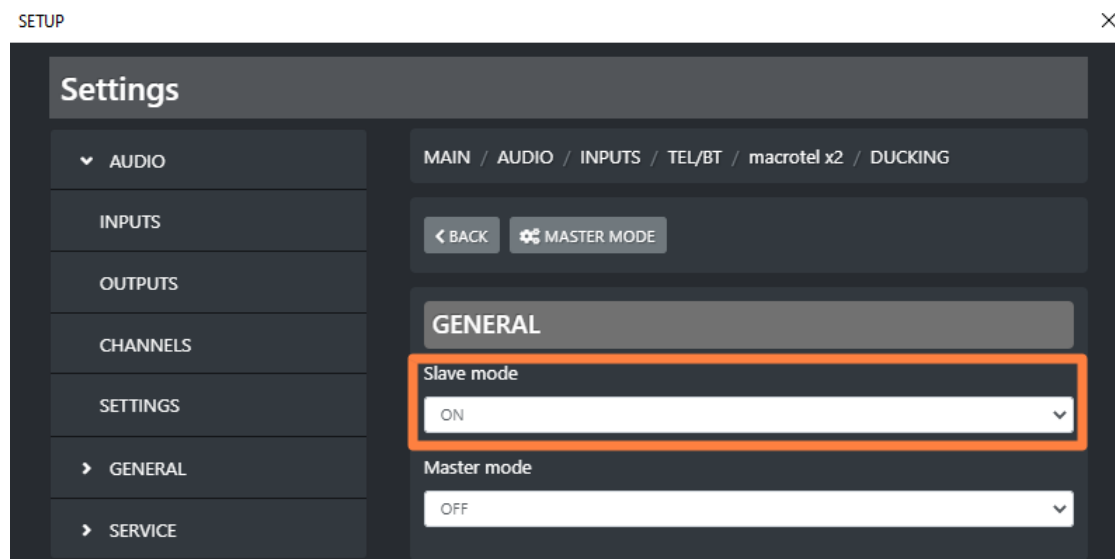 SETUP
Settings
AUDIO
INPUTS
OUTPUTS
CHANNELS
SETTINGS
GENERAL
SERVICE
MAIN / AUDIO / INPUTS / TEL/BT / macrotel x2 / DUCKING
BACK
MASTER MODE
GENERAL
Slave mode
ON
Master mode
OFF